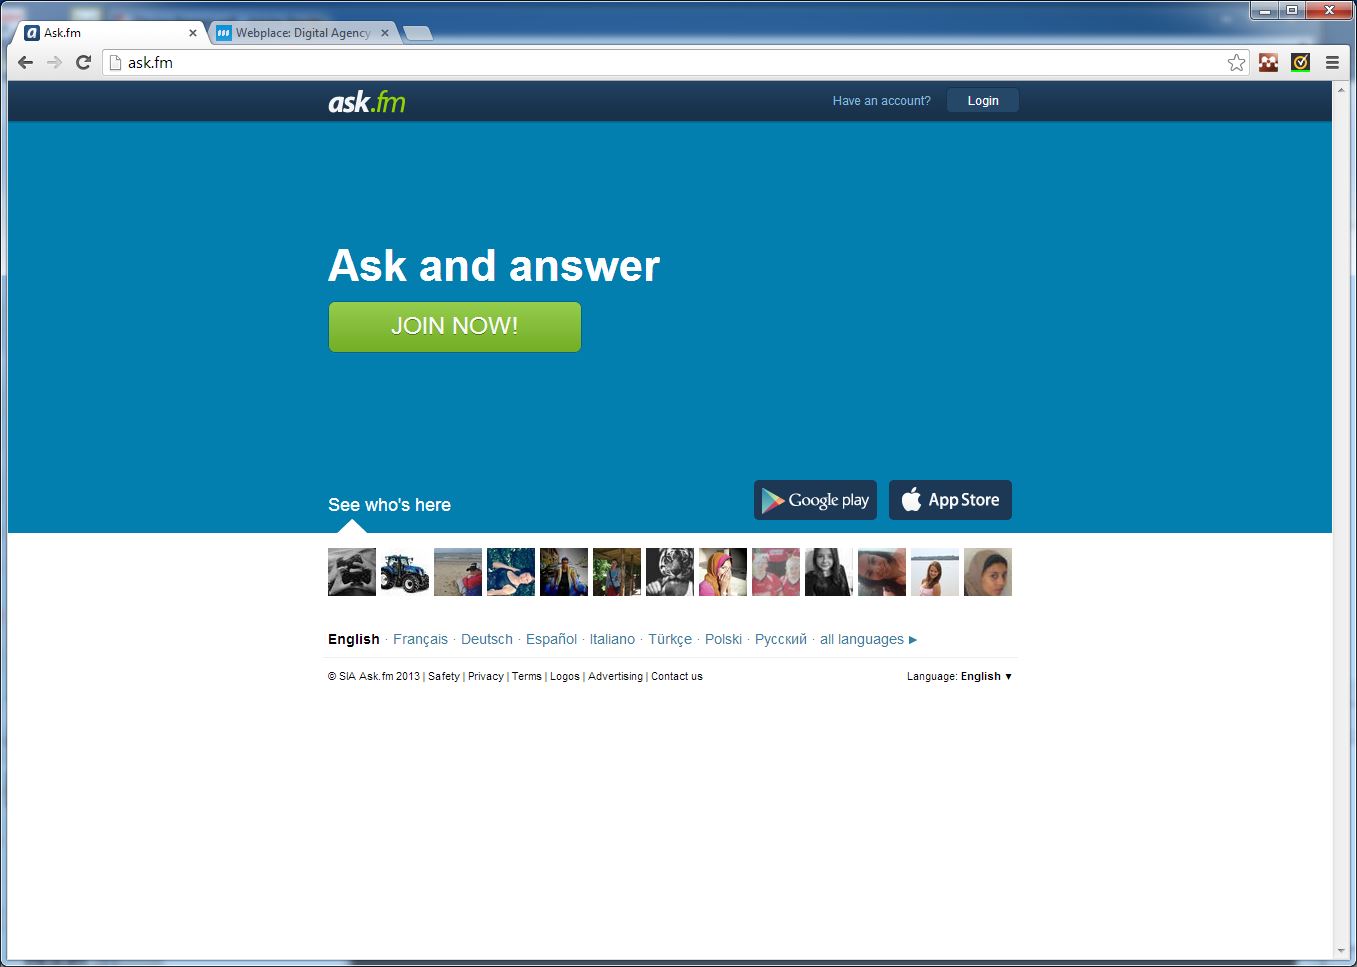 Ask.fm
Webplace: Digital Agency
ask.fm
ask.fm
Have an account?
Login
Ask and answer
JOIN NOW!
See who's here
Google play
App Store
English · Français · Deutsch · Español · Italiano · Türkçe · Polski · Русский · all languages ▶
© SIA Ask.fm 2013 | Safety | Privacy | Terms | Logos | Advertising | Contact us
Language: English ▼